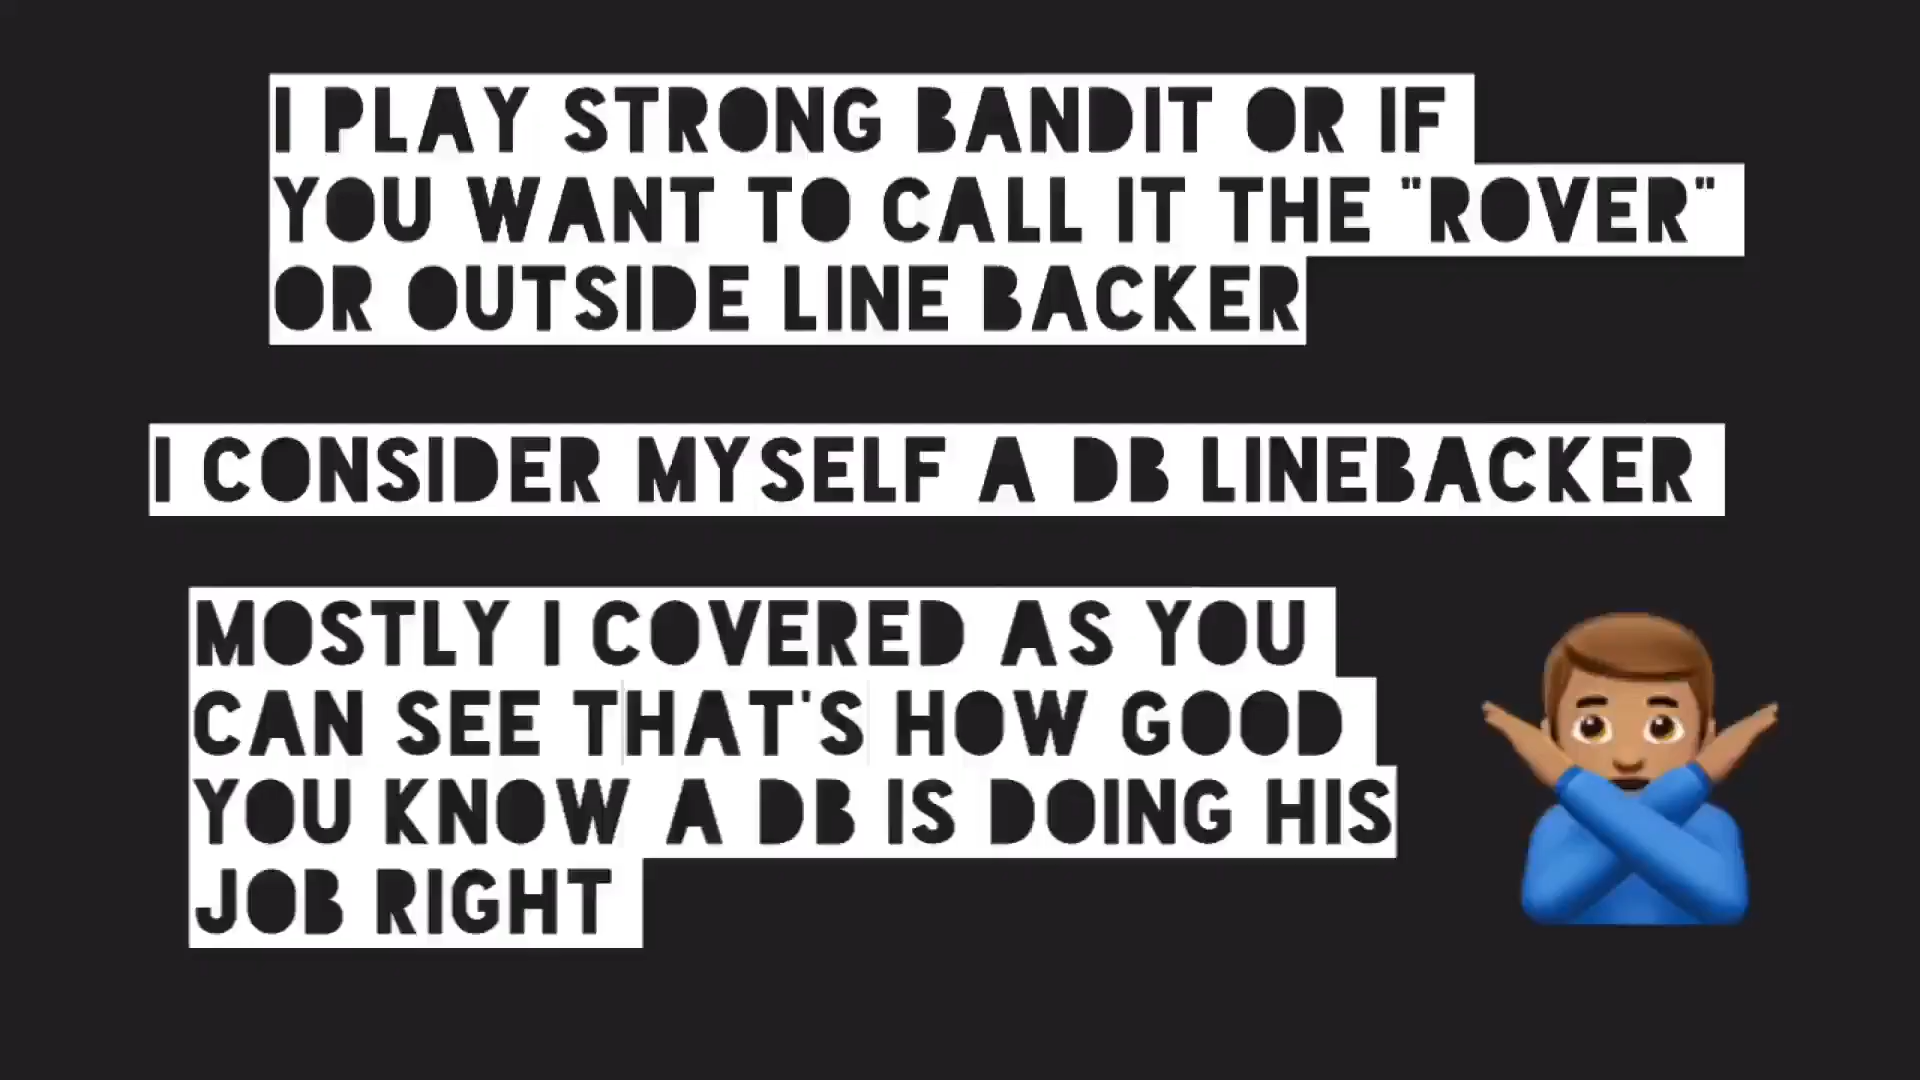 I PLAY STRONG BANDIT OR IF
YOU WANT TO CALL IT THE "ROVER"
OR OUTSIDE LINE BACKER
I CONSIDER MYSELF A DB LINEBACKER
MOSTLY I COVERED AS YOU
CAN SEE THAT'S HOW GOOD
YOU KNOW A DB IS DOING HIS
JOB RIGHT